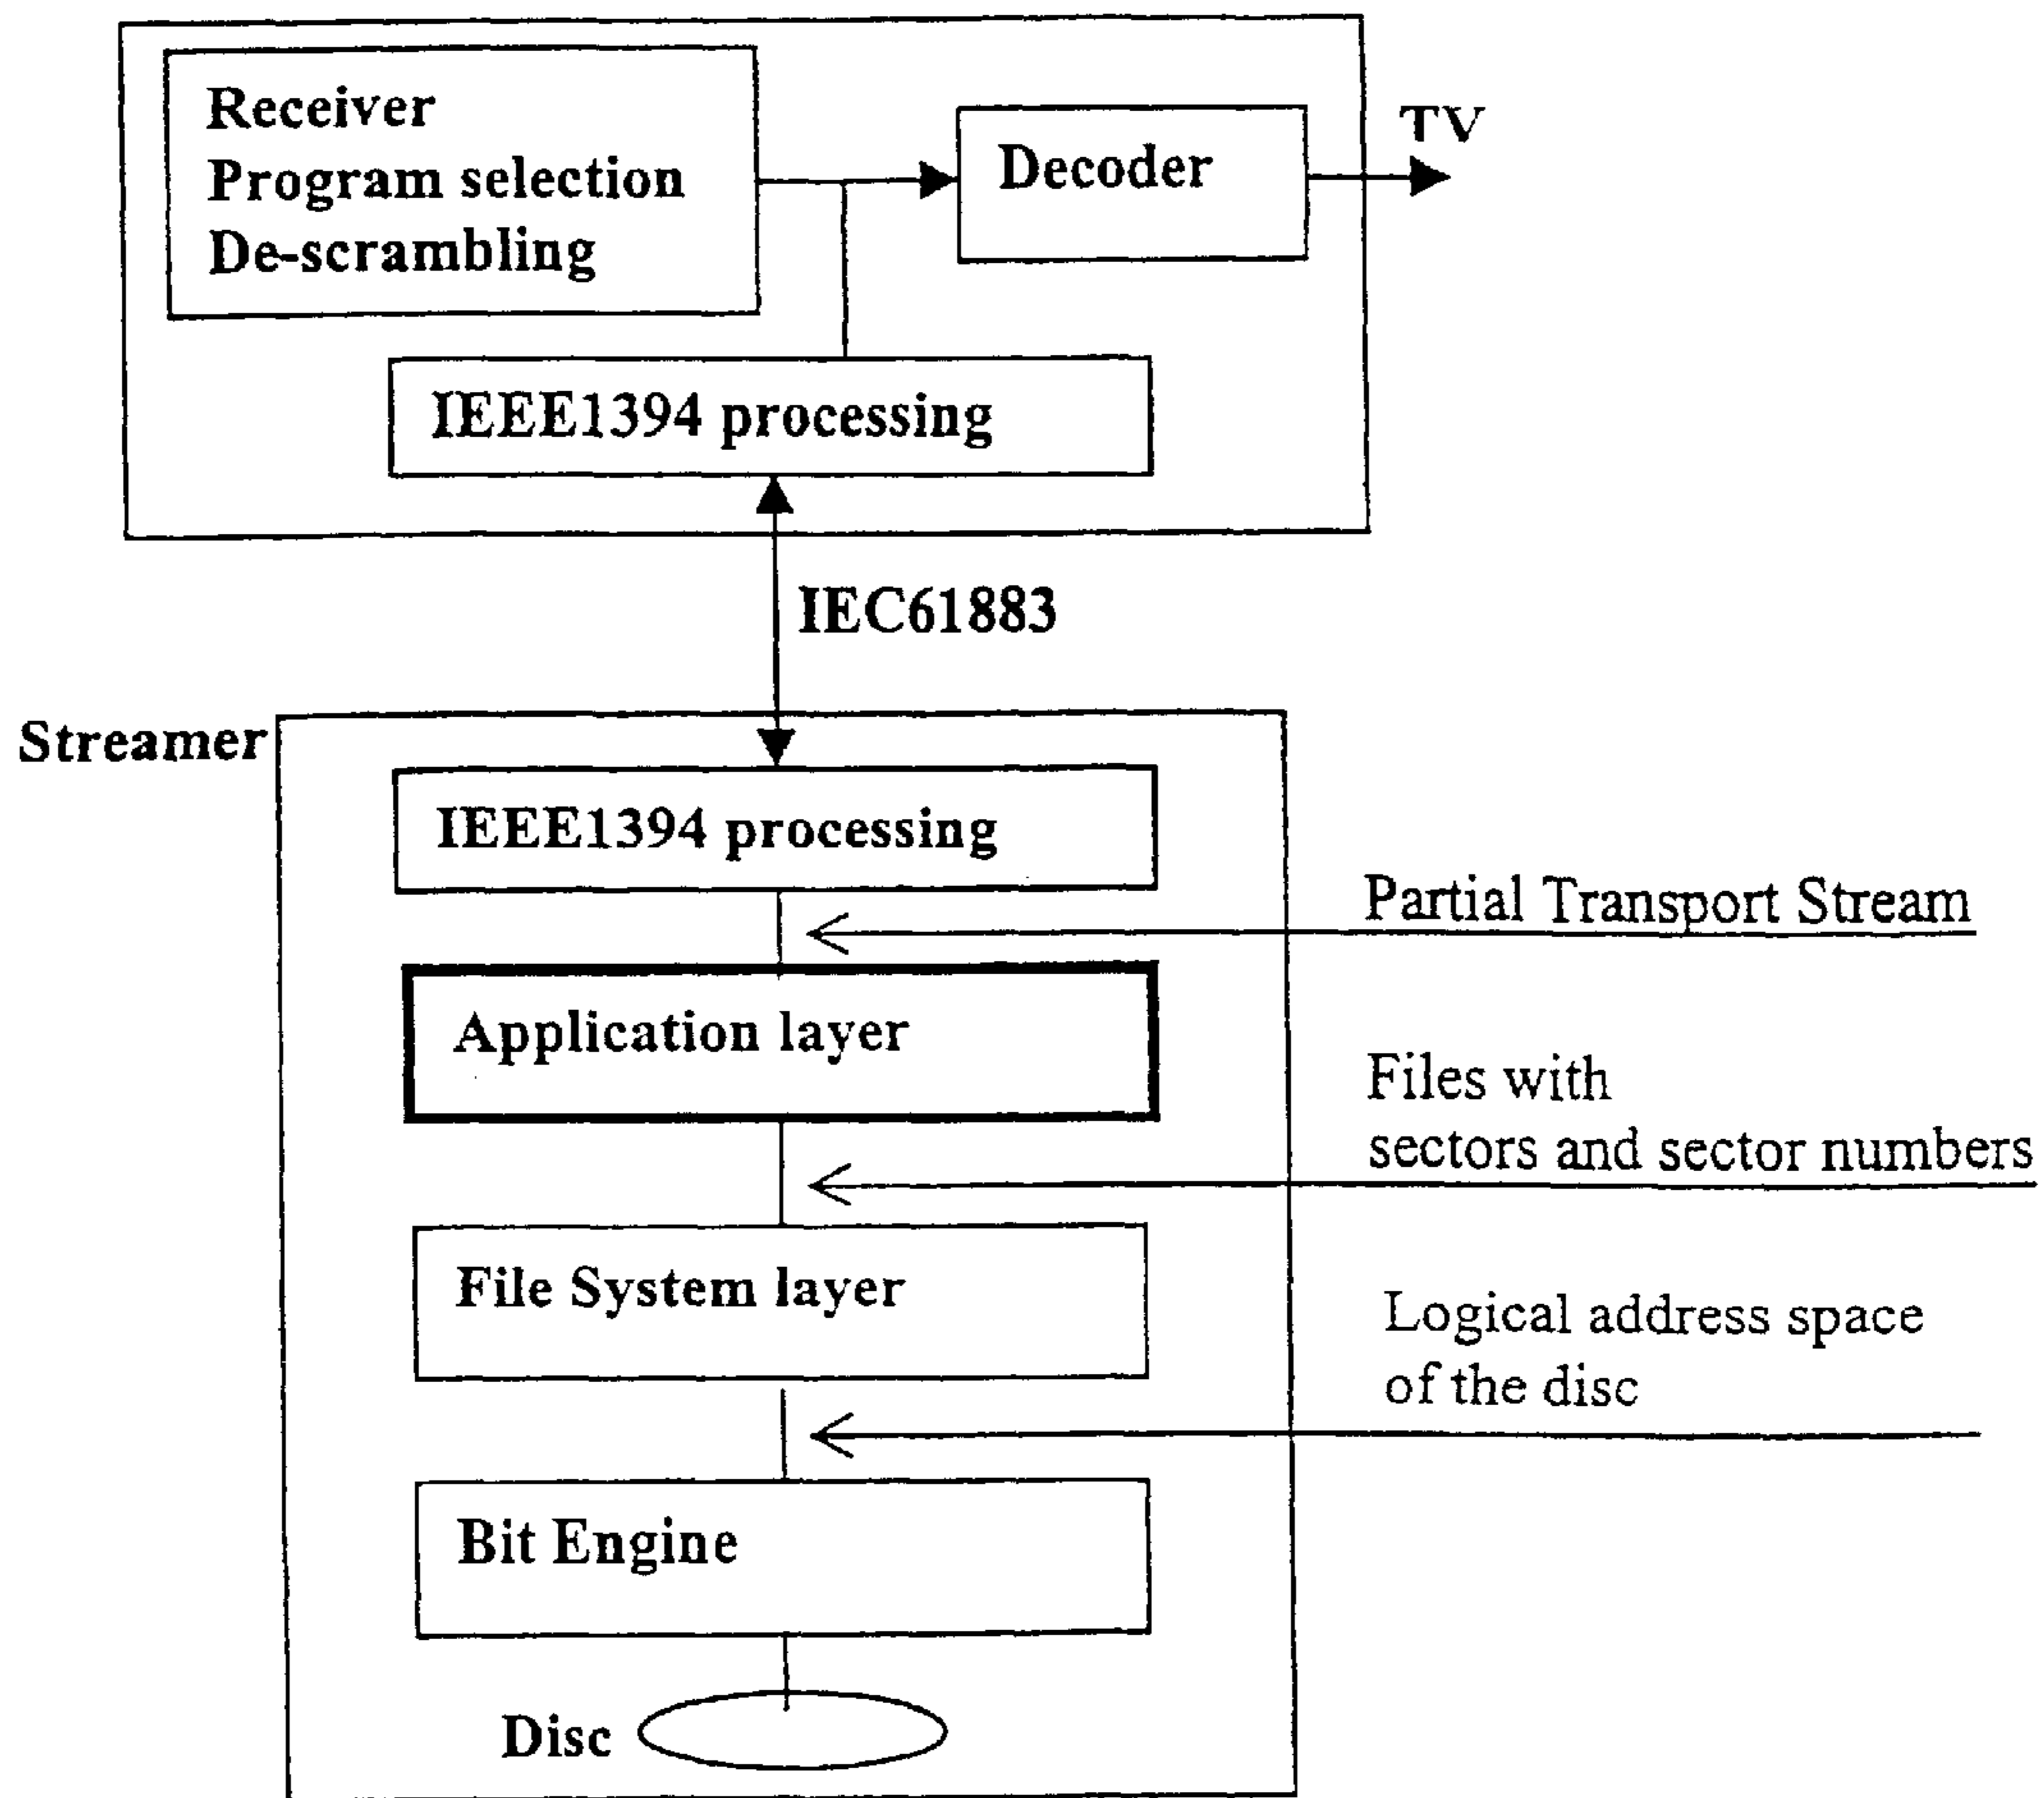 Receiver
Program selection
De-scrambling
Decoder
TV
IEEE1394 processing
IEC61883
Streamer
IEEE1394 processing
Partial Transport Stream
Application layer
Files with
sectors and sector numbers
File System layer
Logical address space
of the disc
Bit Engine
Disc